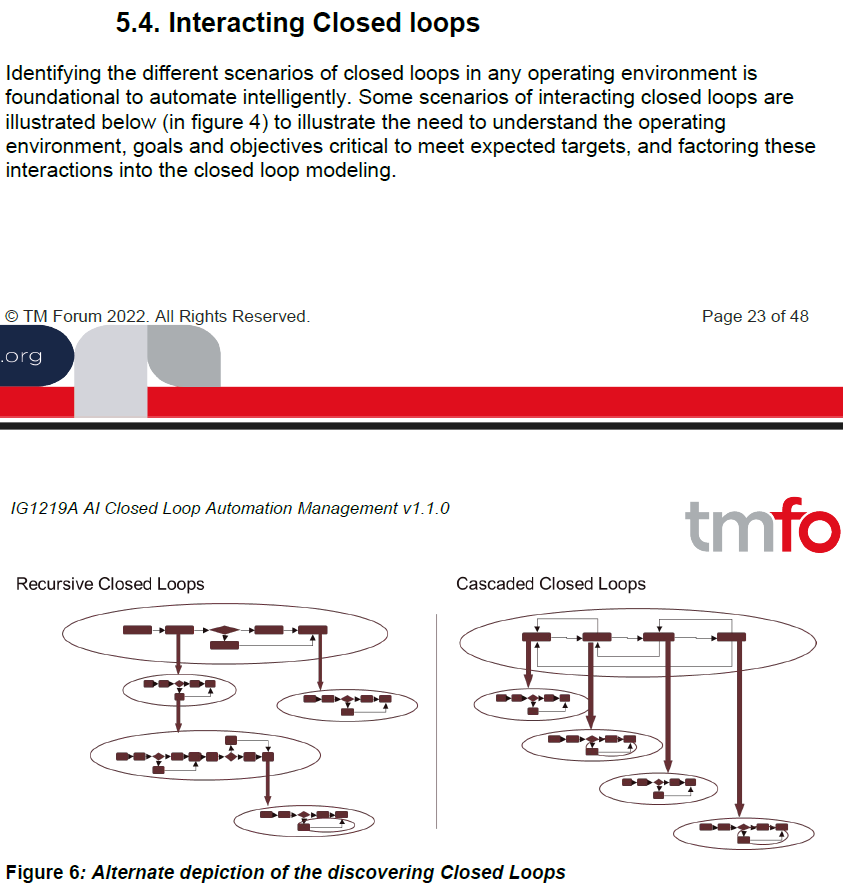 5.4. Interacting Closed loops
Identifying the different scenarios of closed loops in any operating environment is
foundational to automate intelligently. Some scenarios of interacting closed loops are
illustrated below (in figure 4) to illustrate the need to understand the operating
environment, goals and objectives critical to meet expected targets, and factoring these
interactions into the closed loop modeling.
© TM Forum 2022. All Rights Reserved.
Page 23 of 48
.org
IG1219A AI Closed Loop Automation Management v1.1.0
tmfo
Recursive Closed Loops
Cascaded Closed Loops
Figure 6: Alternate depiction of the discovering Closed Loops